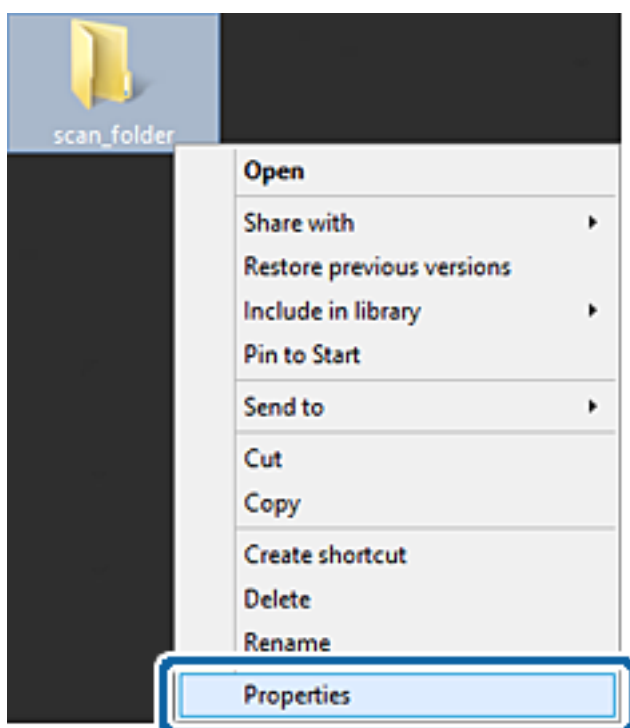 scan_folder
Open
Share with
Restore previous versions
Include in library
Pin to Start
Send to
Cut
Copy
Create shortcut
Delete
Rename
Properties